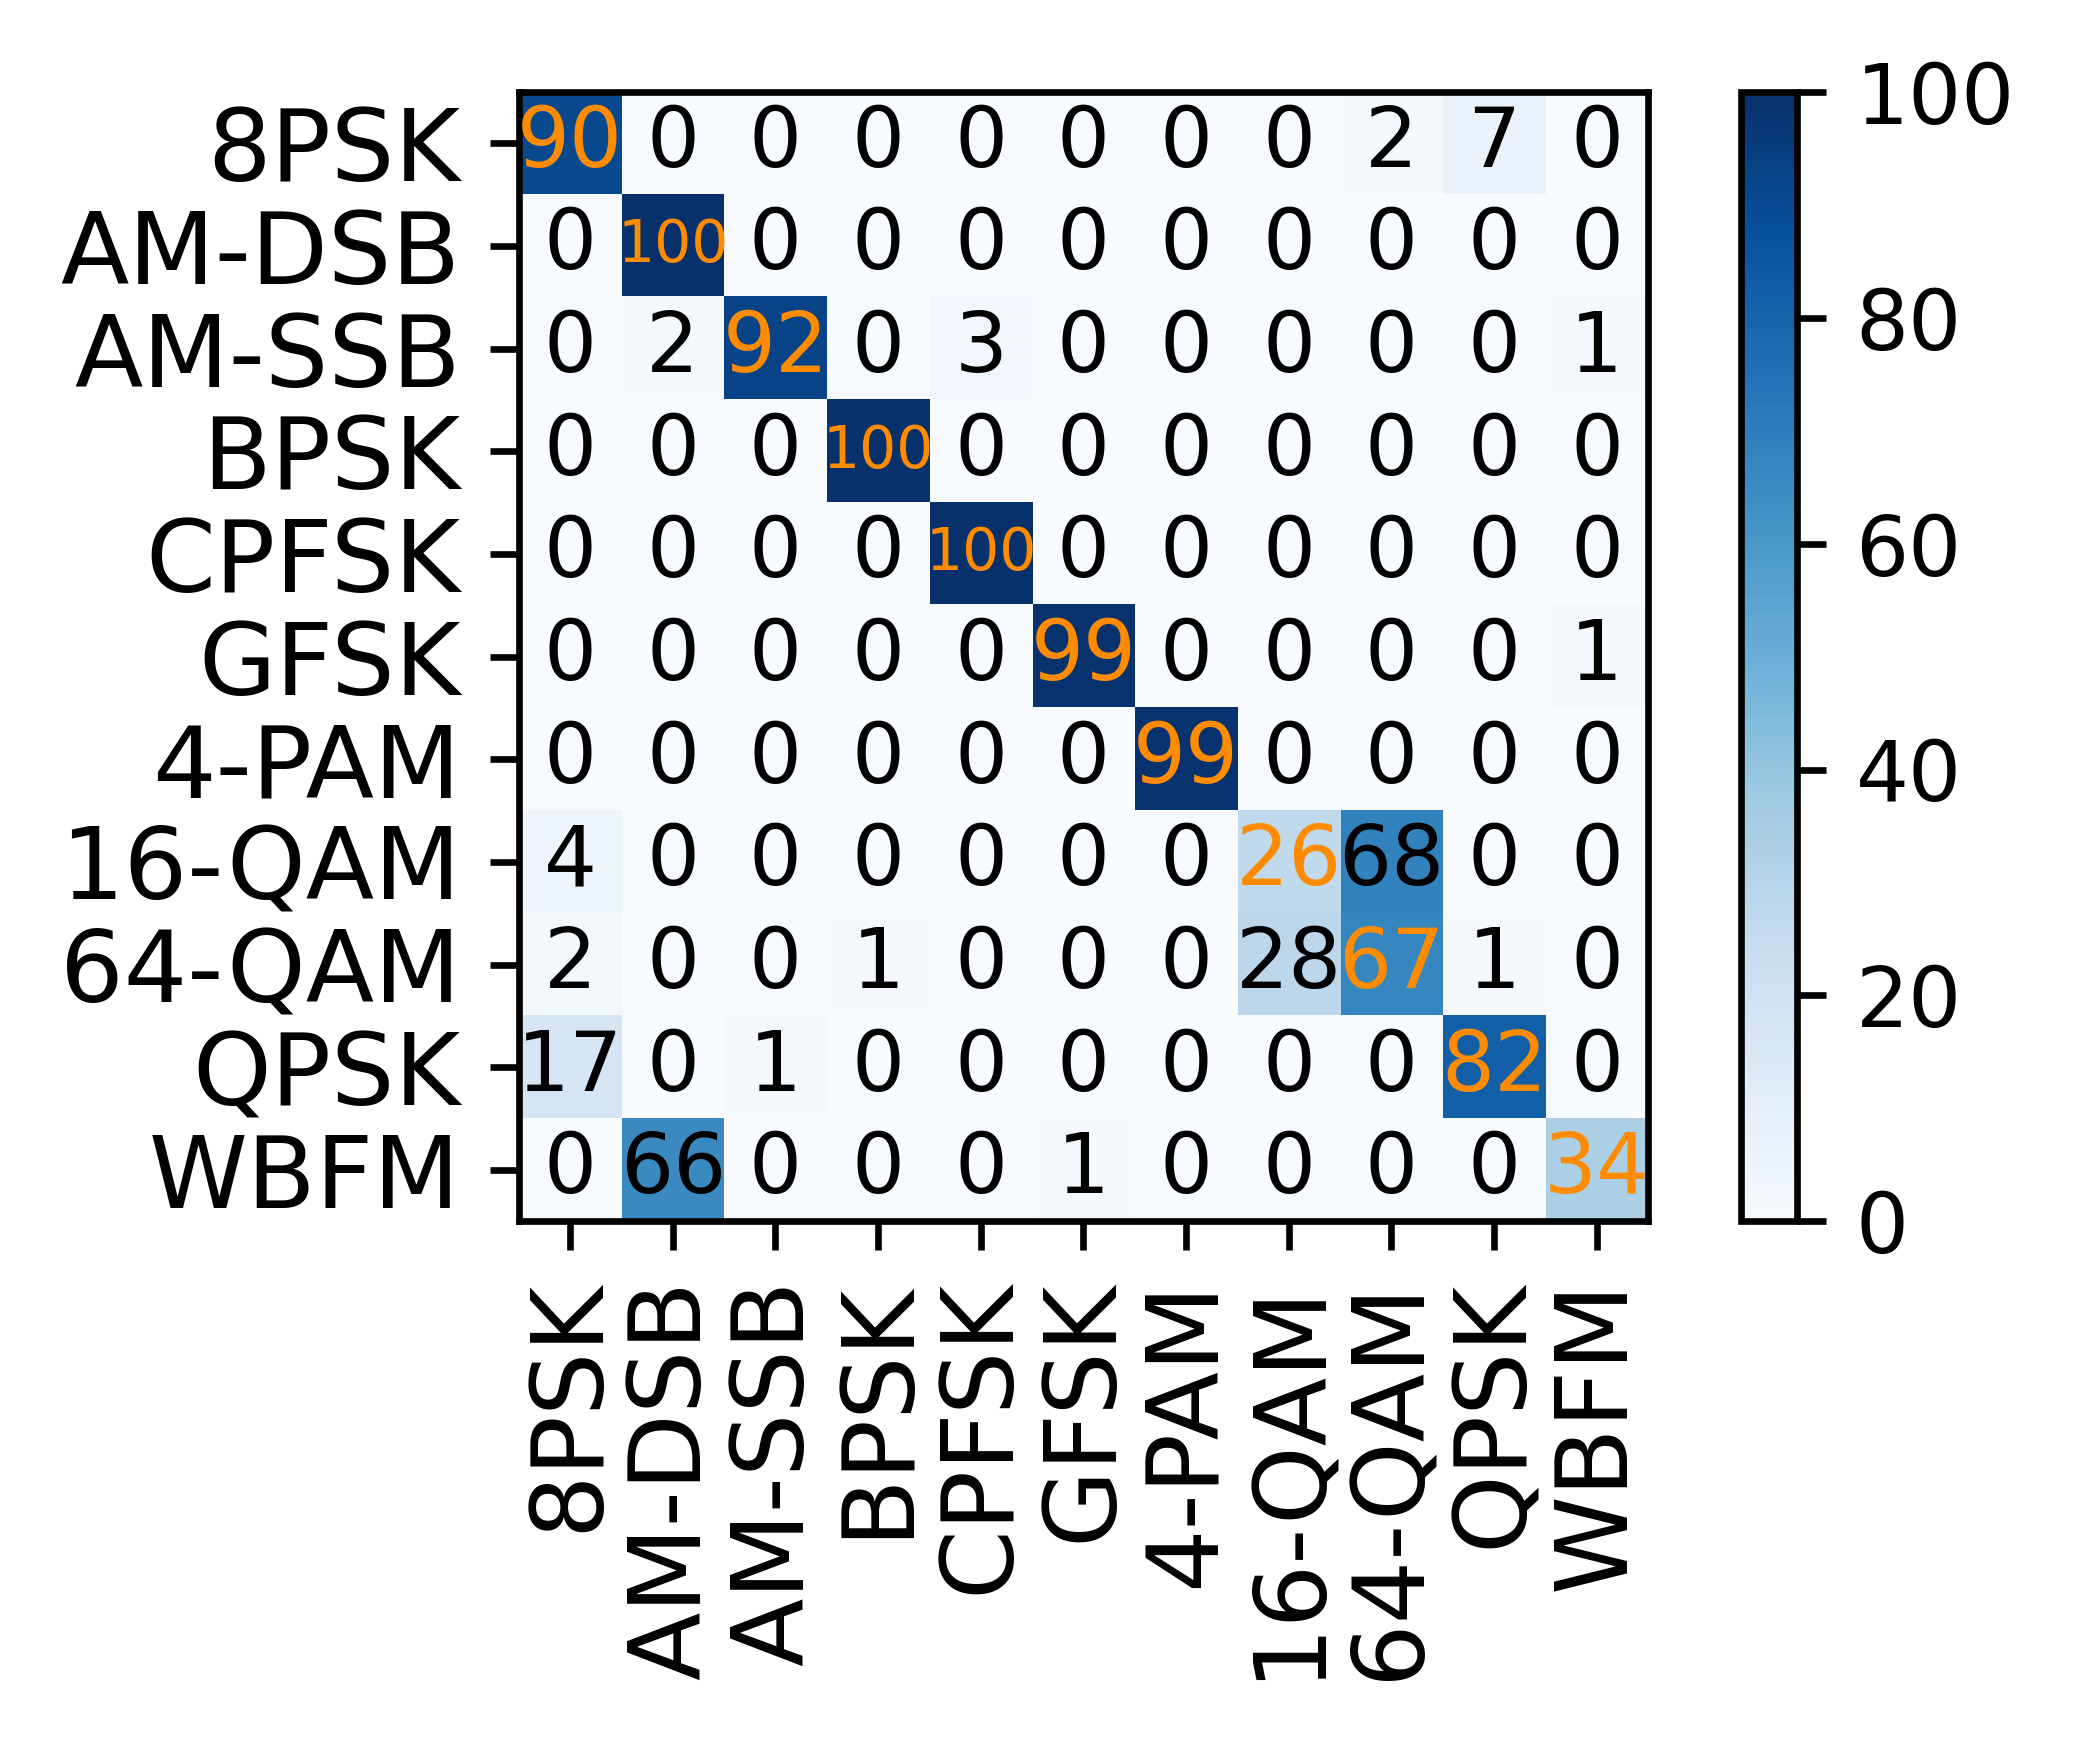 8PSK 90 0 0 0 0 0 0 0 2 7 0
AM-DSB 0 100 0 0 0 0 0 0 0 0 0
AM-SSB 0 2 92 0 3 0 0 0 0 0 1
BPSK 0 0 0 100 0 0 0 0 0 0 0
CPFSK 0 0 0 0 100 0 0 0 0 0 0
GFSK 0 0 0 0 0 99 0 0 0 0 1
4-PAM 0 0 0 0 0 0 99 0 0 0 0
16-QAM 4 0 0 0 0 0 0 26 68 0 0
64-QAM 2 0 0 1 0 0 0 28 67 1 0
QPSK 17 0 1 0 0 0 0 0 0 82 0
WBFM 0 66 0 0 0 1 0 0 0 0 34
8PSK
AM-DSB
AM-SSB
BPSK
CPFSK
GFSK
4-PAM
16-QAM
64-QAM
QPSK
WBFM
100
80
60
40
20
0